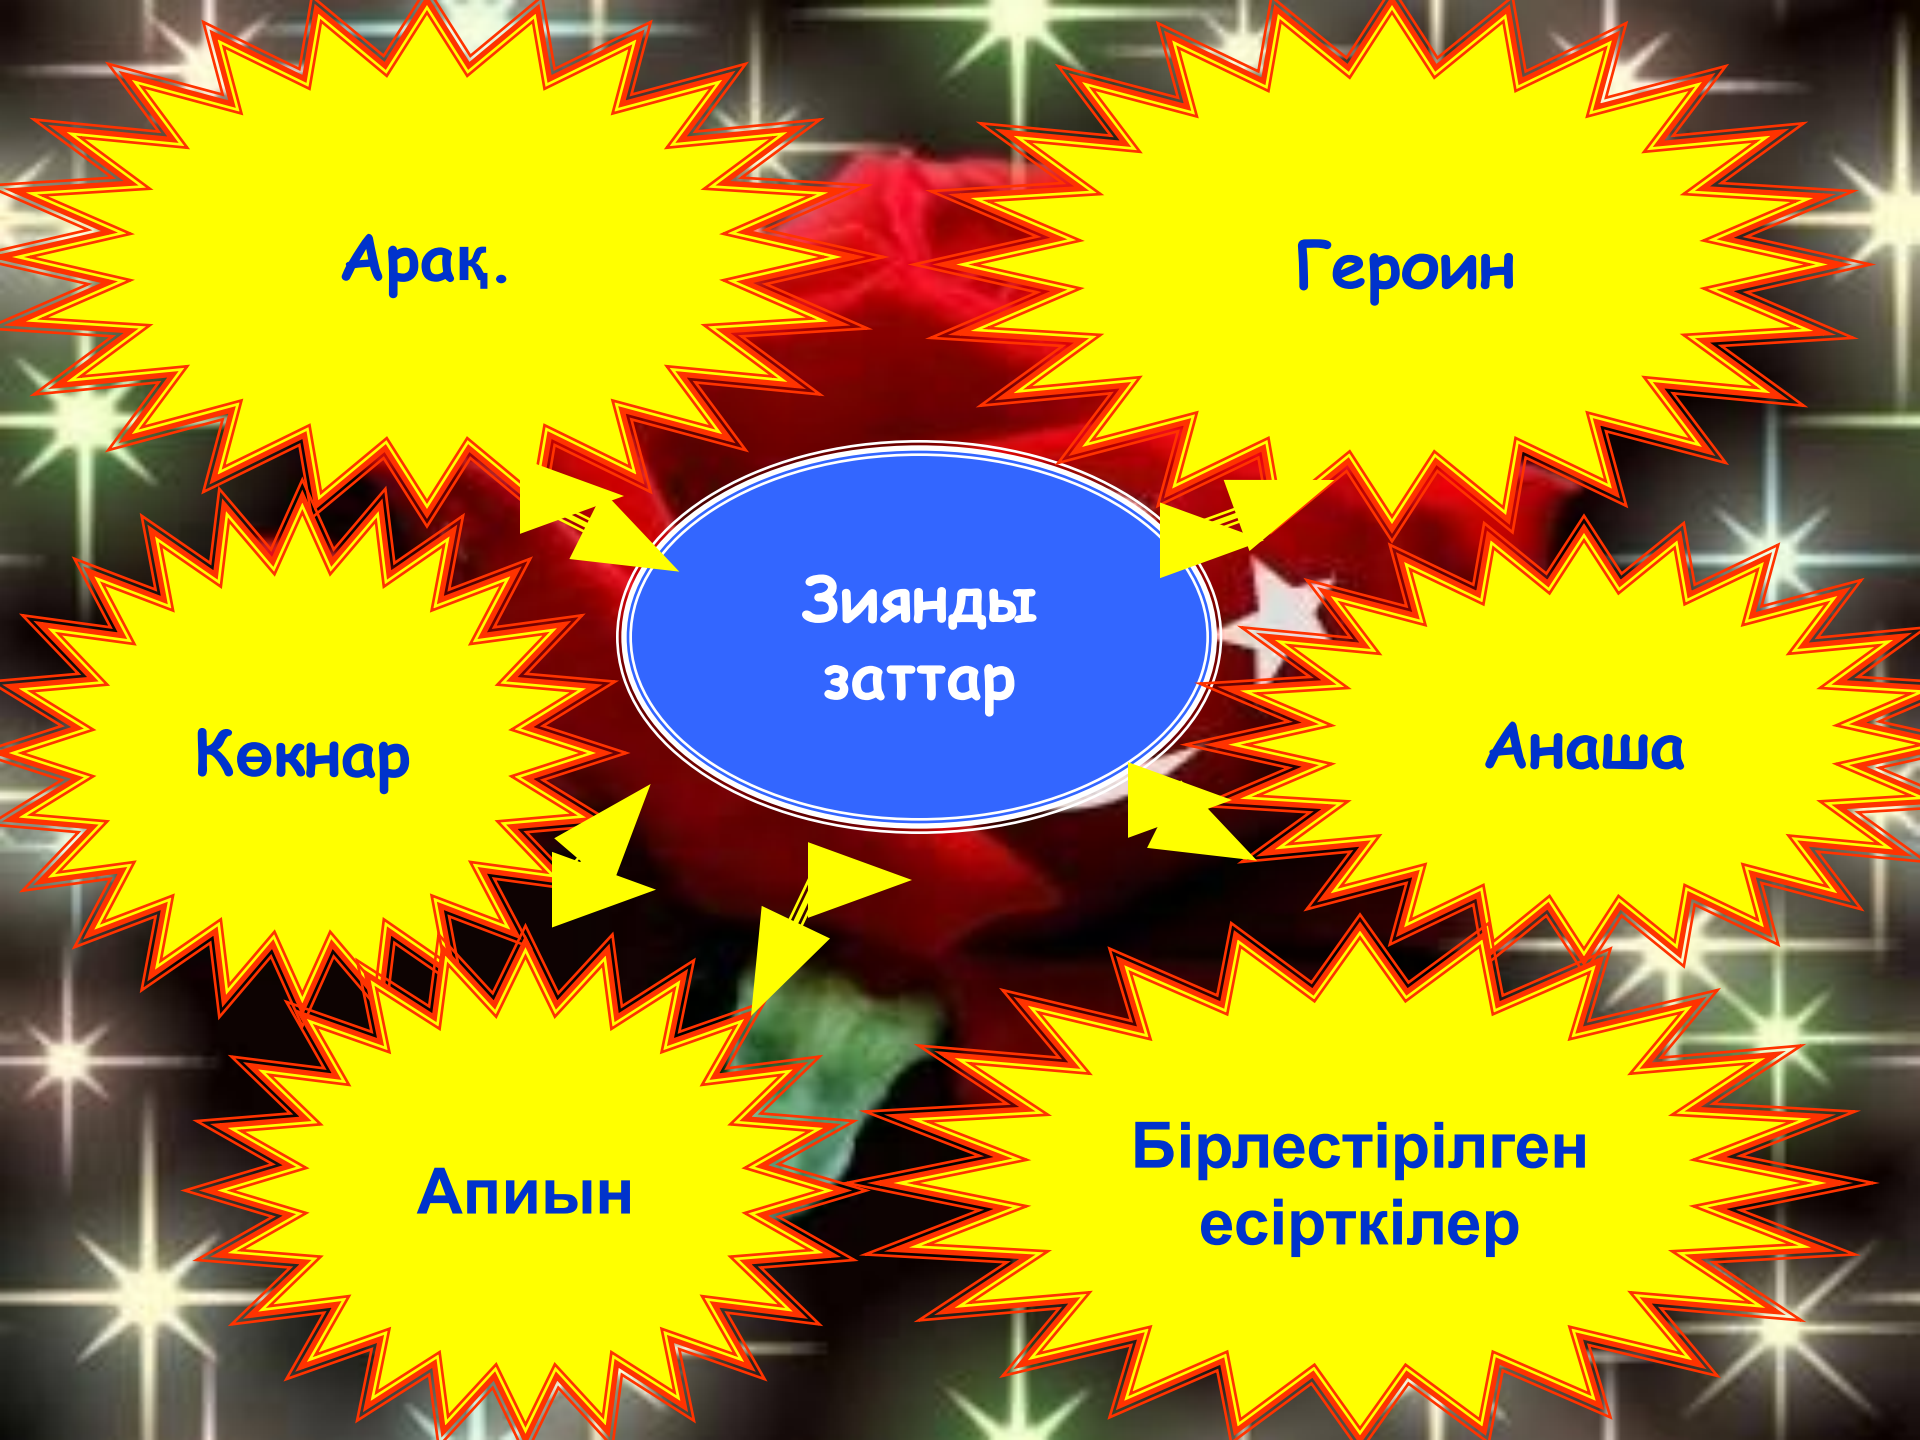 Арақ.
Героин
Зиянды
заттар
Көкнар
Анаша
Апиын
Бірлестірілген
есірткілер